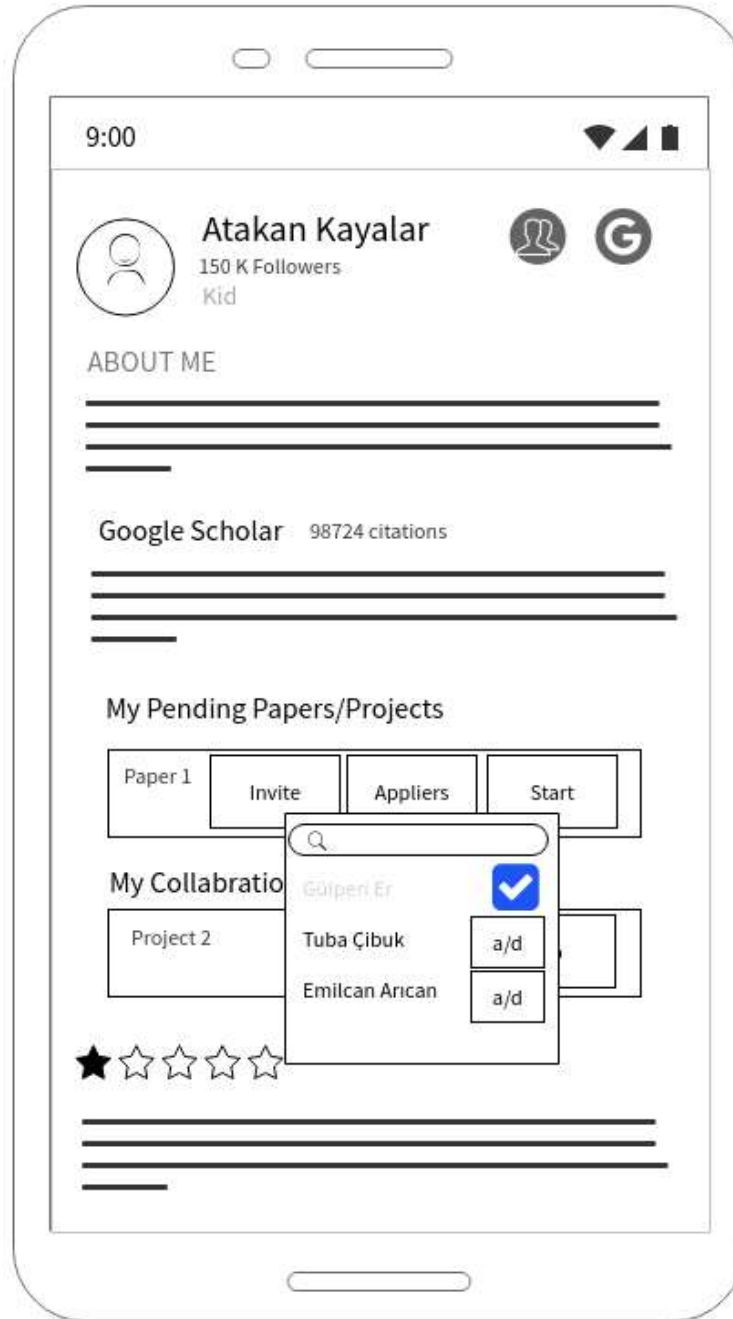 9:00
Atakan Kayalar
150 K Followers
Kid
G
ABOUT ME
Google Scholar 98724 citations
My Pending Papers/Projects
Paper 1 Invite Appliers Start
My Collabratio
Gülperi Er
Project 2
Tuba Çibuk a/d
Emilcan Arıcan a/d